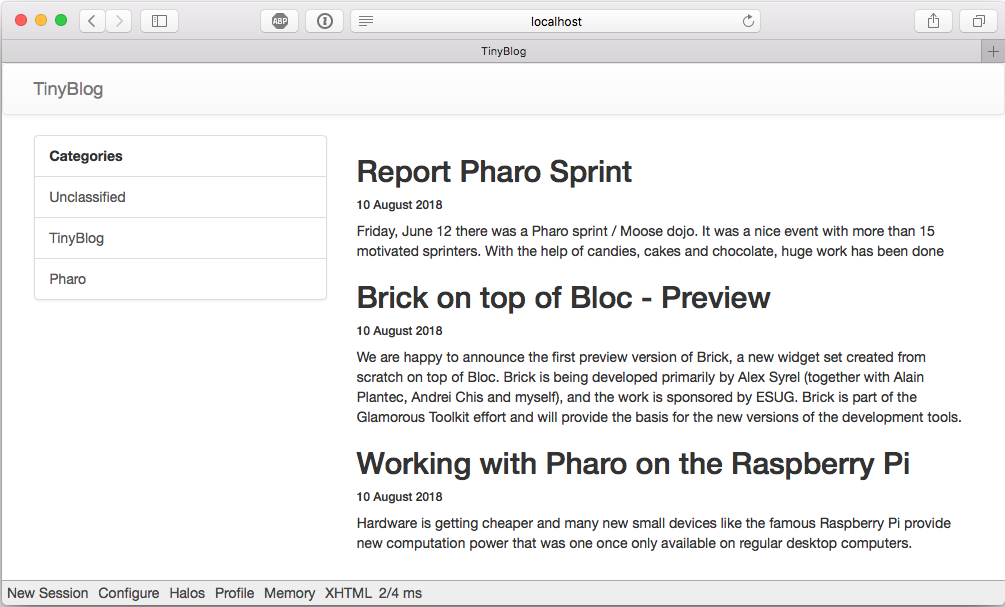 ABP
localhost
TinyBlog
TinyBlog
Categories
Unclassified
TinyBlog
Pharo
Report Pharo Sprint
10 August 2018
Friday, June 12 there was a Pharo sprint / Moose dojo. It was a nice event with more than 15
motivated sprinters. With the help of candies, cakes and chocolate, huge work has been done
Brick on top of Bloc - Preview
10 August 2018
We are happy to announce the first preview version of Brick, a new widget set created from
scratch on top of Bloc. Brick is being developed primarily by Alex Syrel (together with Alain
Plantec, Andrei Chis and myself), and the work is sponsored by ESUG. Brick is part of the
Glamorous Toolkit effort and will provide the basis for the new versions of the development tools.
Working with Pharo on the Raspberry Pi
10 August 2018
Hardware is getting cheaper and many new small devices like the famous Raspberry Pi provide
new computation power that was one once only available on regular desktop computers.
New Session Configure Halos Profile Memory XHTML 2/4 ms